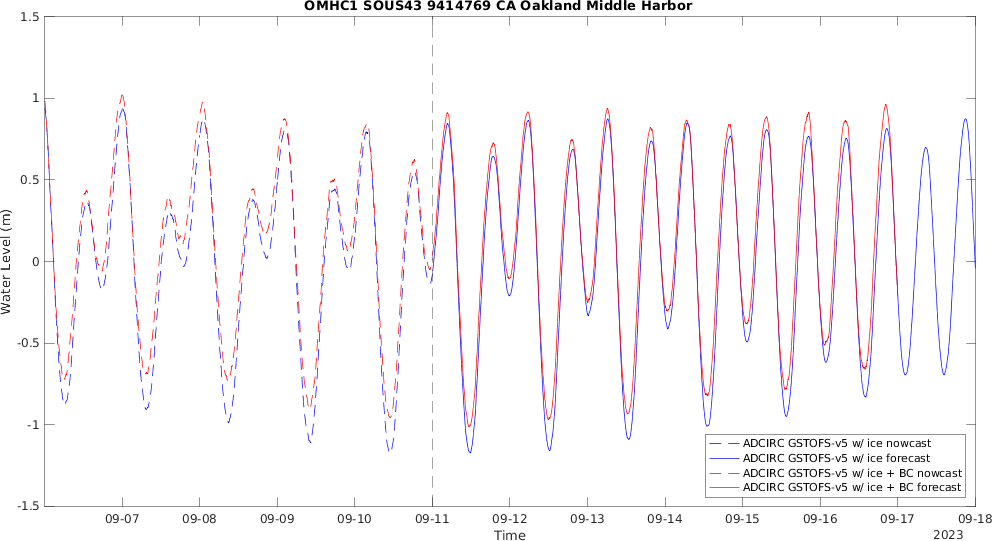 OMHC1 SOUS43 9414769 CA Oakland Middle Harbor
1.5
1
0.5
0
-0.5
-1
-1.5
Water Level (m)
09-07
09-08
09-09
09-10
09-11
09-12
09-13
09-14
09-15
09-16
09-17
09-18
Time
2023
ADCIRC GSTOFS-v5 w/ ice nowcast
ADCIRC GSTOFS-v5 w/ ice forecast
ADCIRC GSTOFS-v5 w/ ice + BC nowcast
ADCIRC GSTOFS-v5 w/ ice + BC forecast